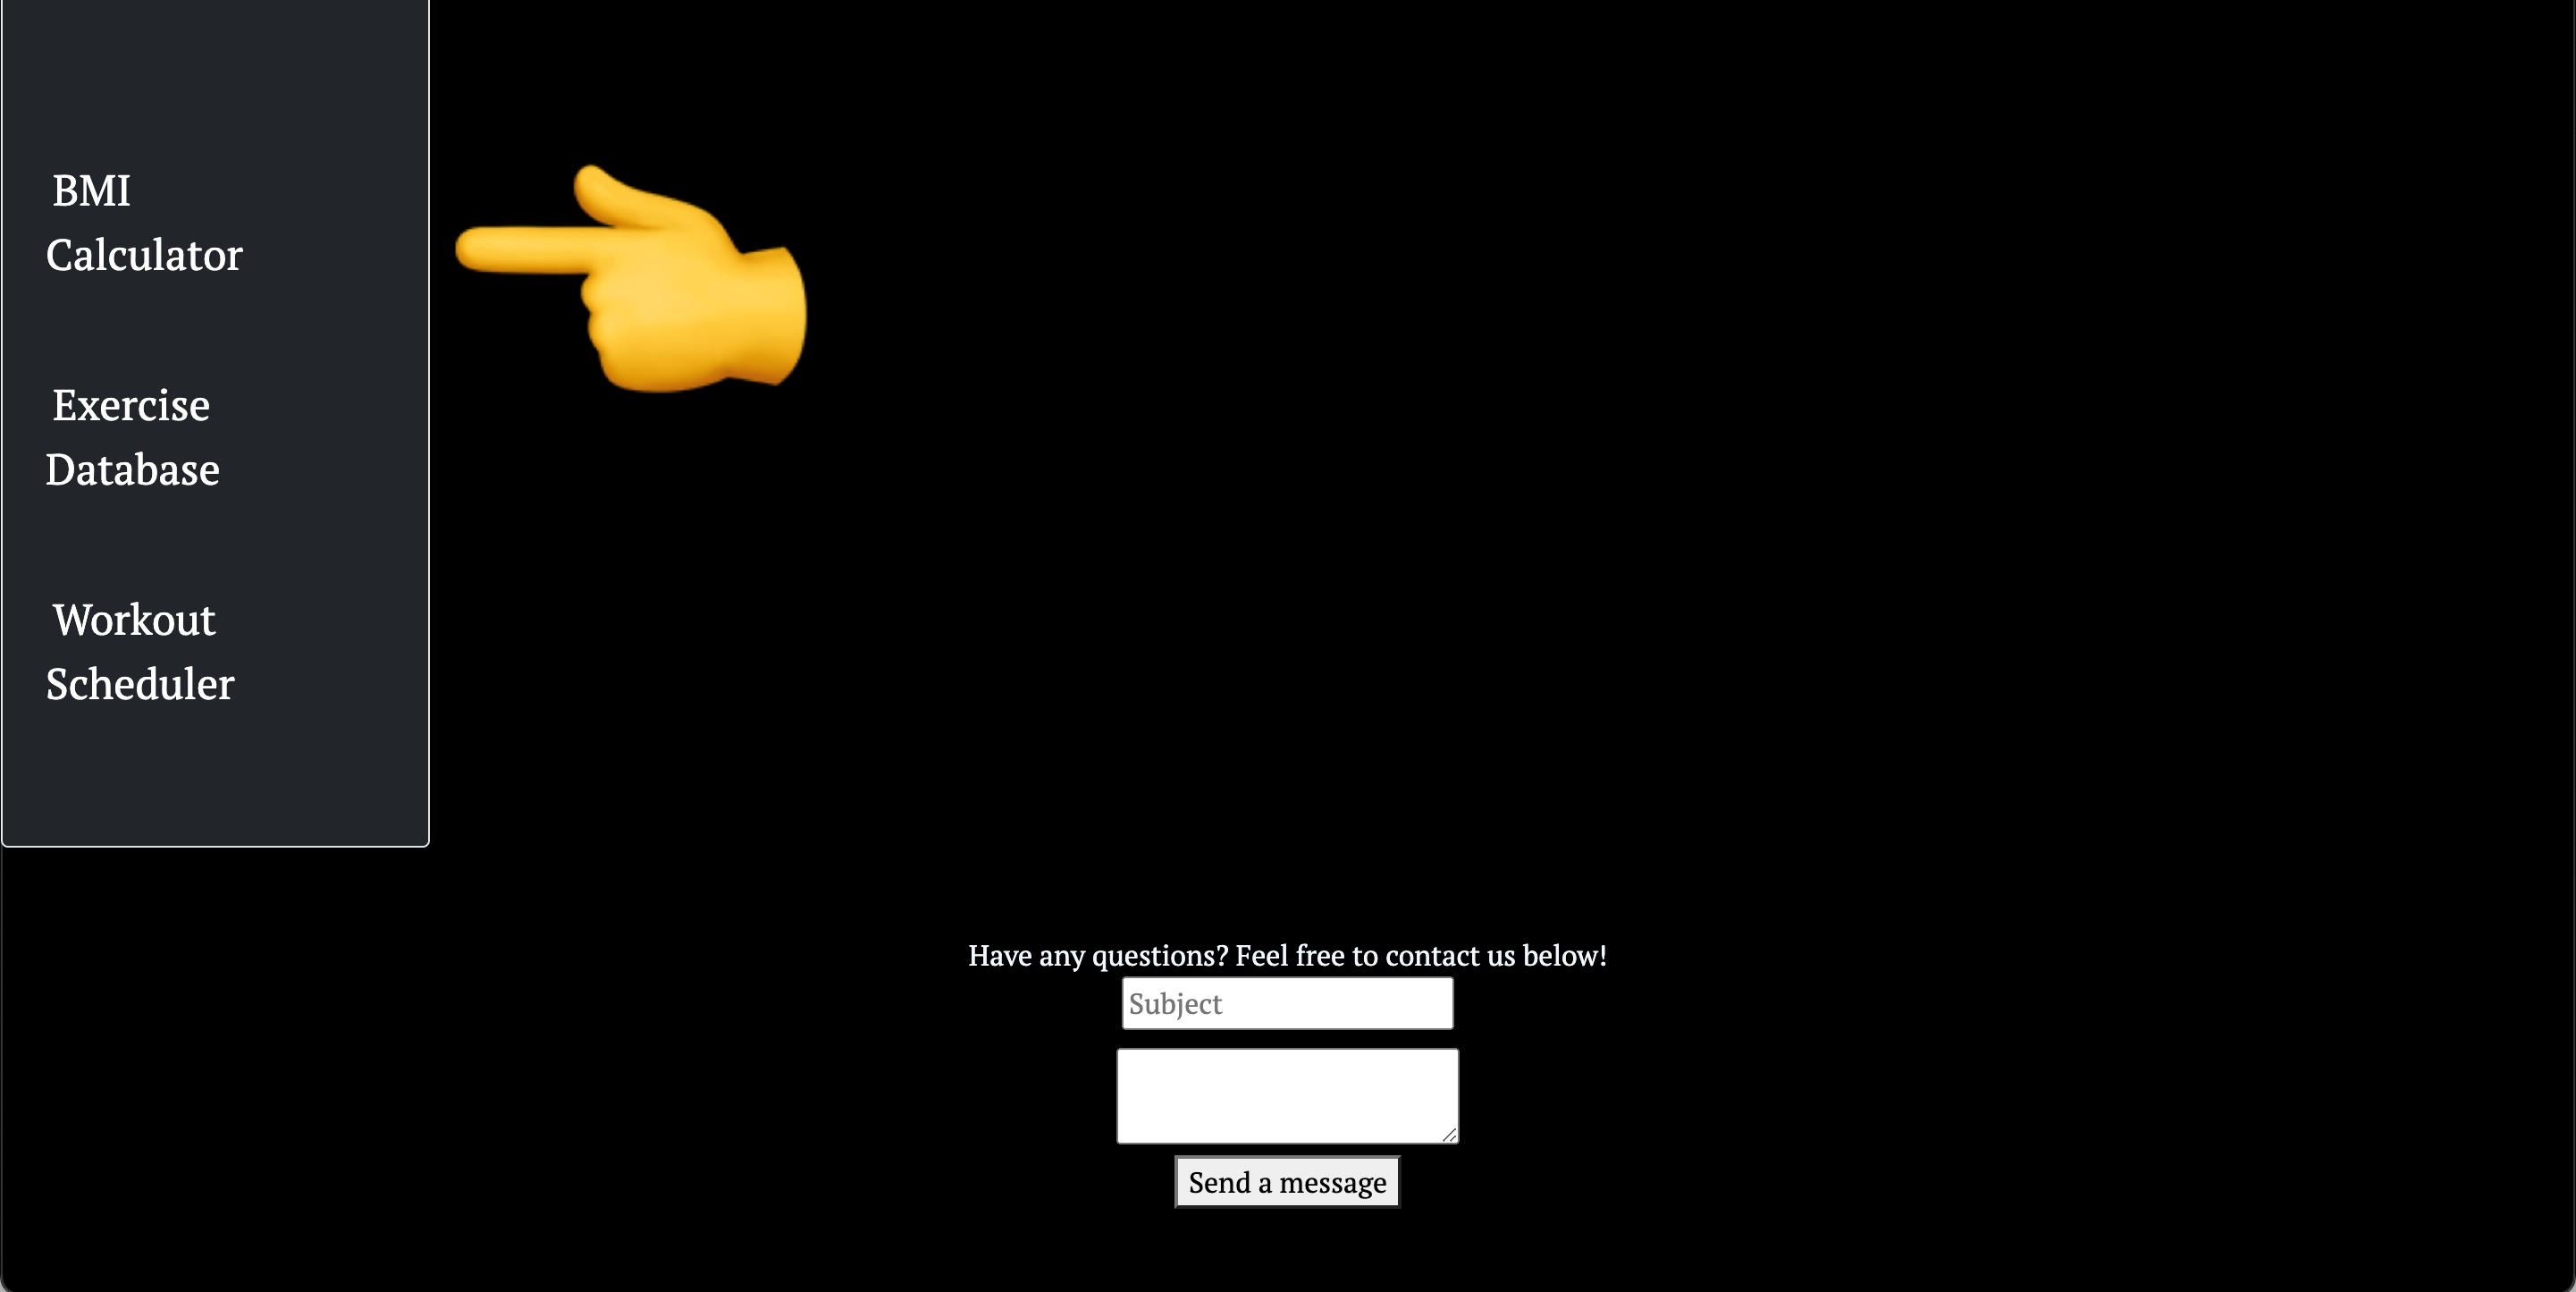 BMI
Calculator
Exercise
Database
Workout
Scheduler
Have any questions? Feel free to contact us below!
Subject
Send a message